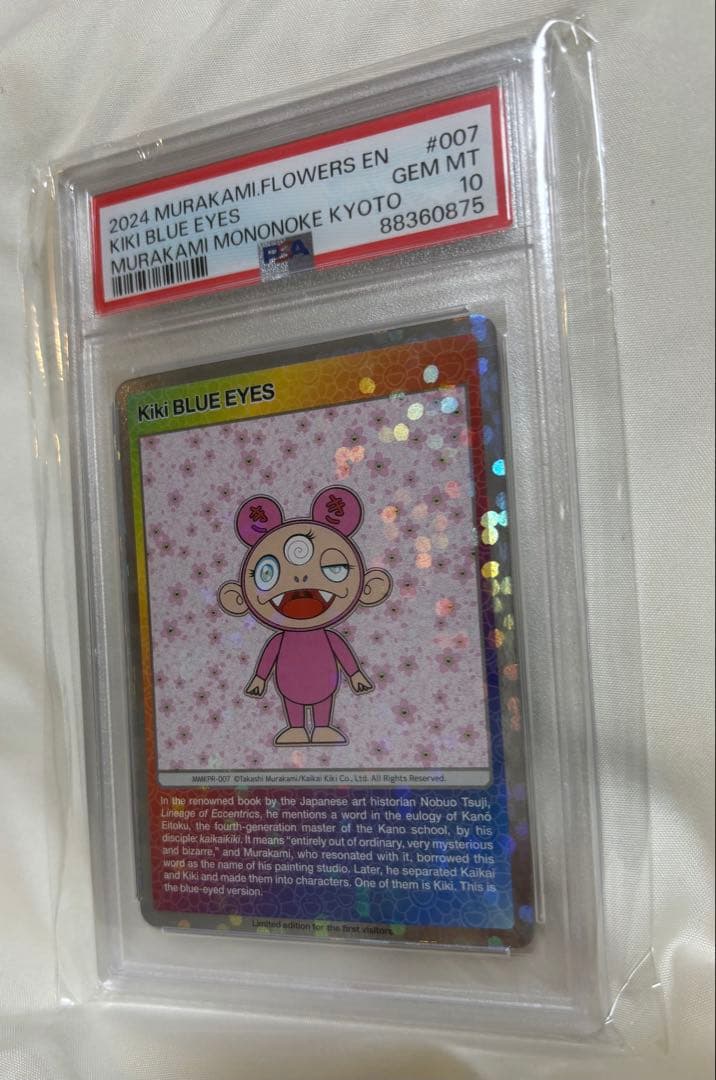 2024 MURAKAMI.FLOWERS EN #007
KIKI BLUE EYES GEM MT
MURAKAMI MONONOKE KYOTO 10
PSA 88360875
Kiki BLUE EYES
き き
MMKPR-007 ©Takashi Murakami/Kaikai Kiki Co., Ltd. All Rights Reserved.
In the renowned book by the Japanese art historian Nobuo Tsuji,
Lineage of Eccentrics, he mentions a word in the eulogy of Kanō
Eitoku, the fourth-generation master of the Kano school, by his
disciple: kaikaikiki. It means “entirely out of ordinary, very mysterious
and bizarre,” and Murakami, who resonated with it, borrowed this
word as the name of his painting studio. Later, he separated Kaikai
and Kiki and made them into characters. One of them is Kiki. This is
the blue-eyed version.
Limited edition for the first visitors.